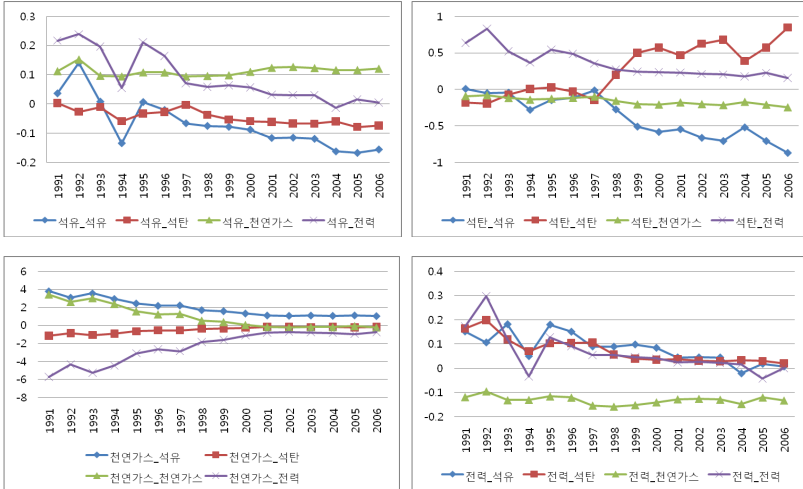 0.3
0.2
0.1
0
-0.1
-0.2
1991 1992 1993 1994 1995 1996 1997 1998 1999 2000 2001 2002 2003 2004 2005 2006
석유_석유 석유_석탄 석유_천연가스 석유_전력
1
0.5
0
-0.5
-1
1991 1992 1993 1994 1995 1996 1997 1998 1999 2000 2001 2002 2003 2004 2005 2006
석탄_석유 석탄_석탄 석탄_천연가스 석탄_전력
6
4
2
0
-2
-4
-6
-8
1991 1992 1993 1994 1995 1996 1997 1998 1999 2000 2001 2002 2003 2004 2005 2006
천연가스_석유 천연가스_석탄
천연가스_천연가스 천연가스_전력
0.4
0.3
0.2
0.1
0
-0.1
-0.2
1991 1992 1993 1994 1995 1996 1997 1998 1999 2000 2001 2002 2003 2004 2005 2006
전력_석유 전력_석탄 전력_천연가스 전력_전력